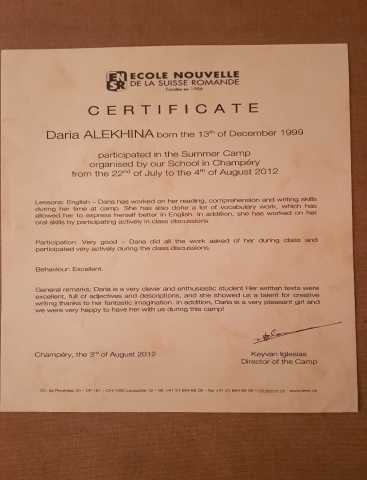 ENSR ECOLE NOUVELLE
DE LA SUISSE ROMANDE
Fondée en 1906
CERTIFICATE
Daria ALEKHINA born the 13th of December 1999
participated in the Summer Camp
organised by our School in Champéry
from the 22nd of July to the 4th of August 2012
Lessons: English - Daria has worked on her reading, comprehension and writing skills
during her time at camp. She has also done a lot of vocabulary work, which has
allowed her to express herself better in English. In addition, she has worked on her
oral skills by participating actively in class discussions.
Participation: Very good - Daria did all the work asked of her during class and
participated very actively during the class discussions.
Behaviour: Excellent.
General remarks: Daria is a very clever and enthusiastic student Her written texts were
excellent, full of adjectives and descriptions, and she showed us a talent for creative
writing thanks to her fantastic imagination. In addition, Daria is a very pleasant girl and
we were very happy to have her with us during this camp!
Champéry, the 3rd of August 2012
Keyvan Iglesias
Director of the Camp